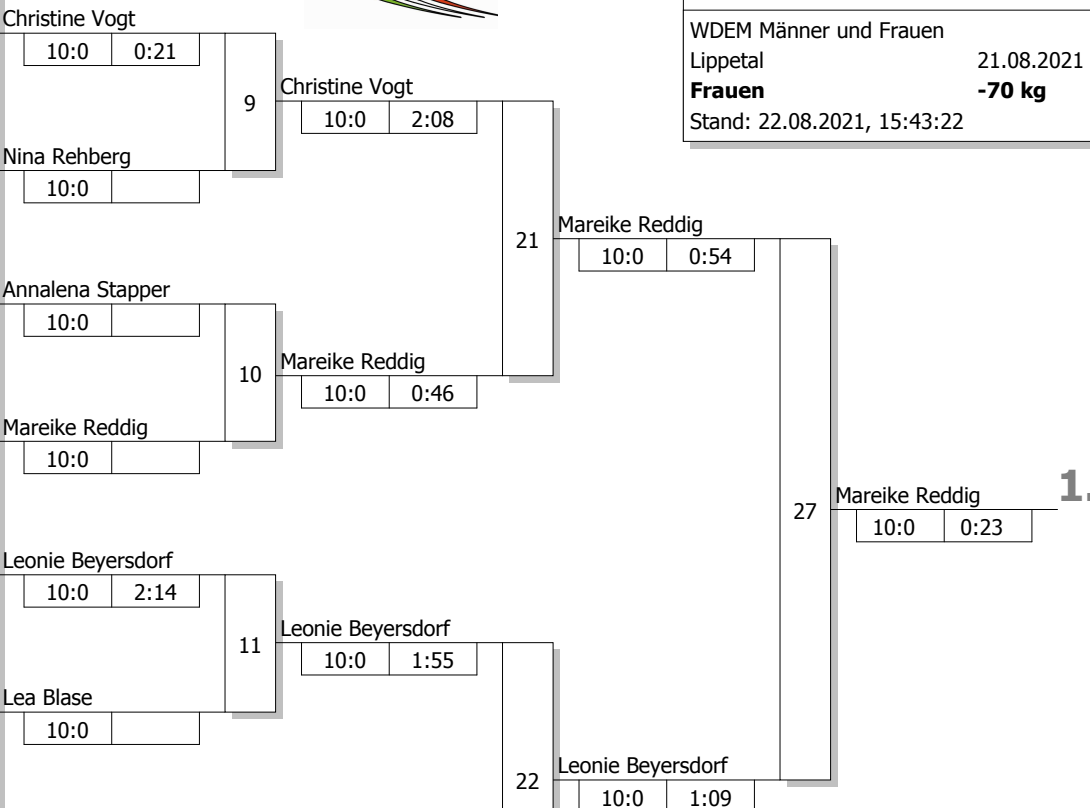 Christine Vogt
10:0 0:21
WDEM Männer und Frauen
Lippetal 21.08.2021
Frauen -70 kg
Stand: 22.08.2021, 15:43:22
9
Christine Vogt
10:0 2:08
Nina Rehberg
10:0
21
Mareike Reddig
10:0 0:54
Annalena Stapper
10:0
10
Mareike Reddig
10:0 0:46
Mareike Reddig
10:0
27
Mareike Reddig 1.
10:0 0:23
Leonie Beyersdorf
10:0 2:14
11
Leonie Beyersdorf
10:0 1:55
Lea Blase
10:0
22
Leonie Beyersdorf
10:0 1:09